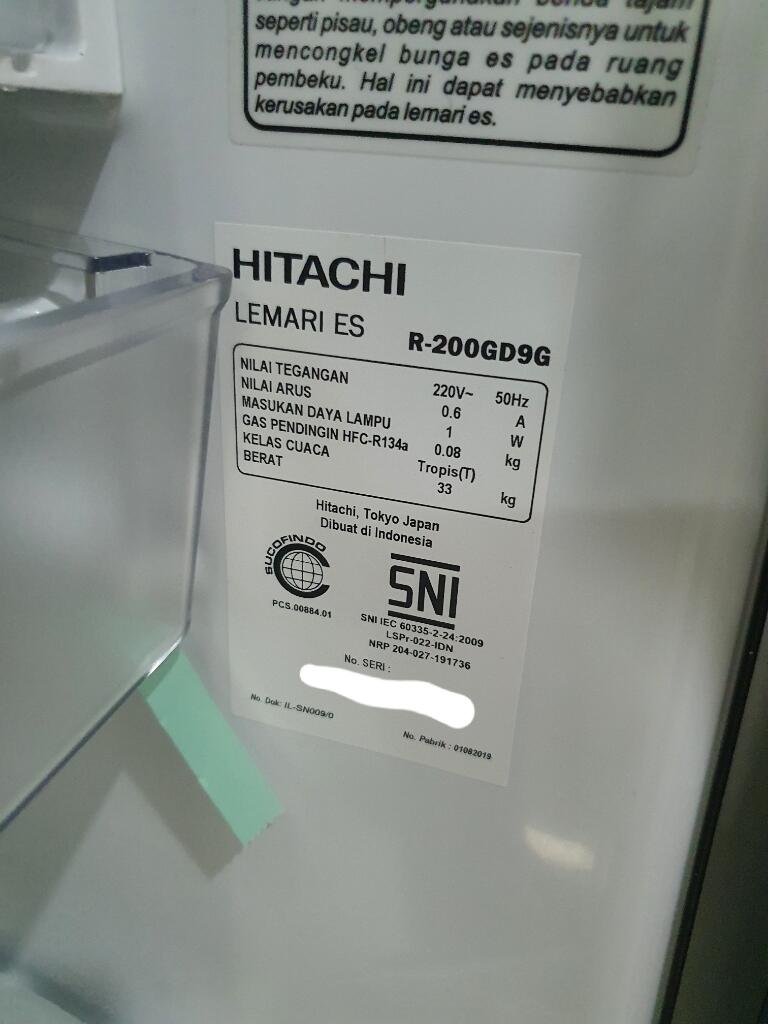 jangan mempergunakan benda tajam
seperti pisau, obeng atau sejenisnya untuk
mencongkel bunga es pada ruang
pembeku. Hal ini dapat menyebabkan
kerusakan pada lemari es.
HITACHI
LEMARI ES R-200GD9G
NILAI TEGANGAN 220V~ 50Hz
NILAI ARUS 0.6 A
MASUKAN DAYA LAMPU 1 W
GAS PENDINGIN HFC-R134a 0.08 kg
KELAS CUACA Tropis(T)
BERAT 33 kg
Hitachi, Tokyo Japan
Dibuat di Indonesia
SUCOFINDO
PCS.00884.01
SNI
SNI IEC 60335-2-24:2009
LSPr-022-IDN
NRP 204-027-191736
No. SERI :
No. Dok: IL-SN009/0
No. Pabrik : 01082019